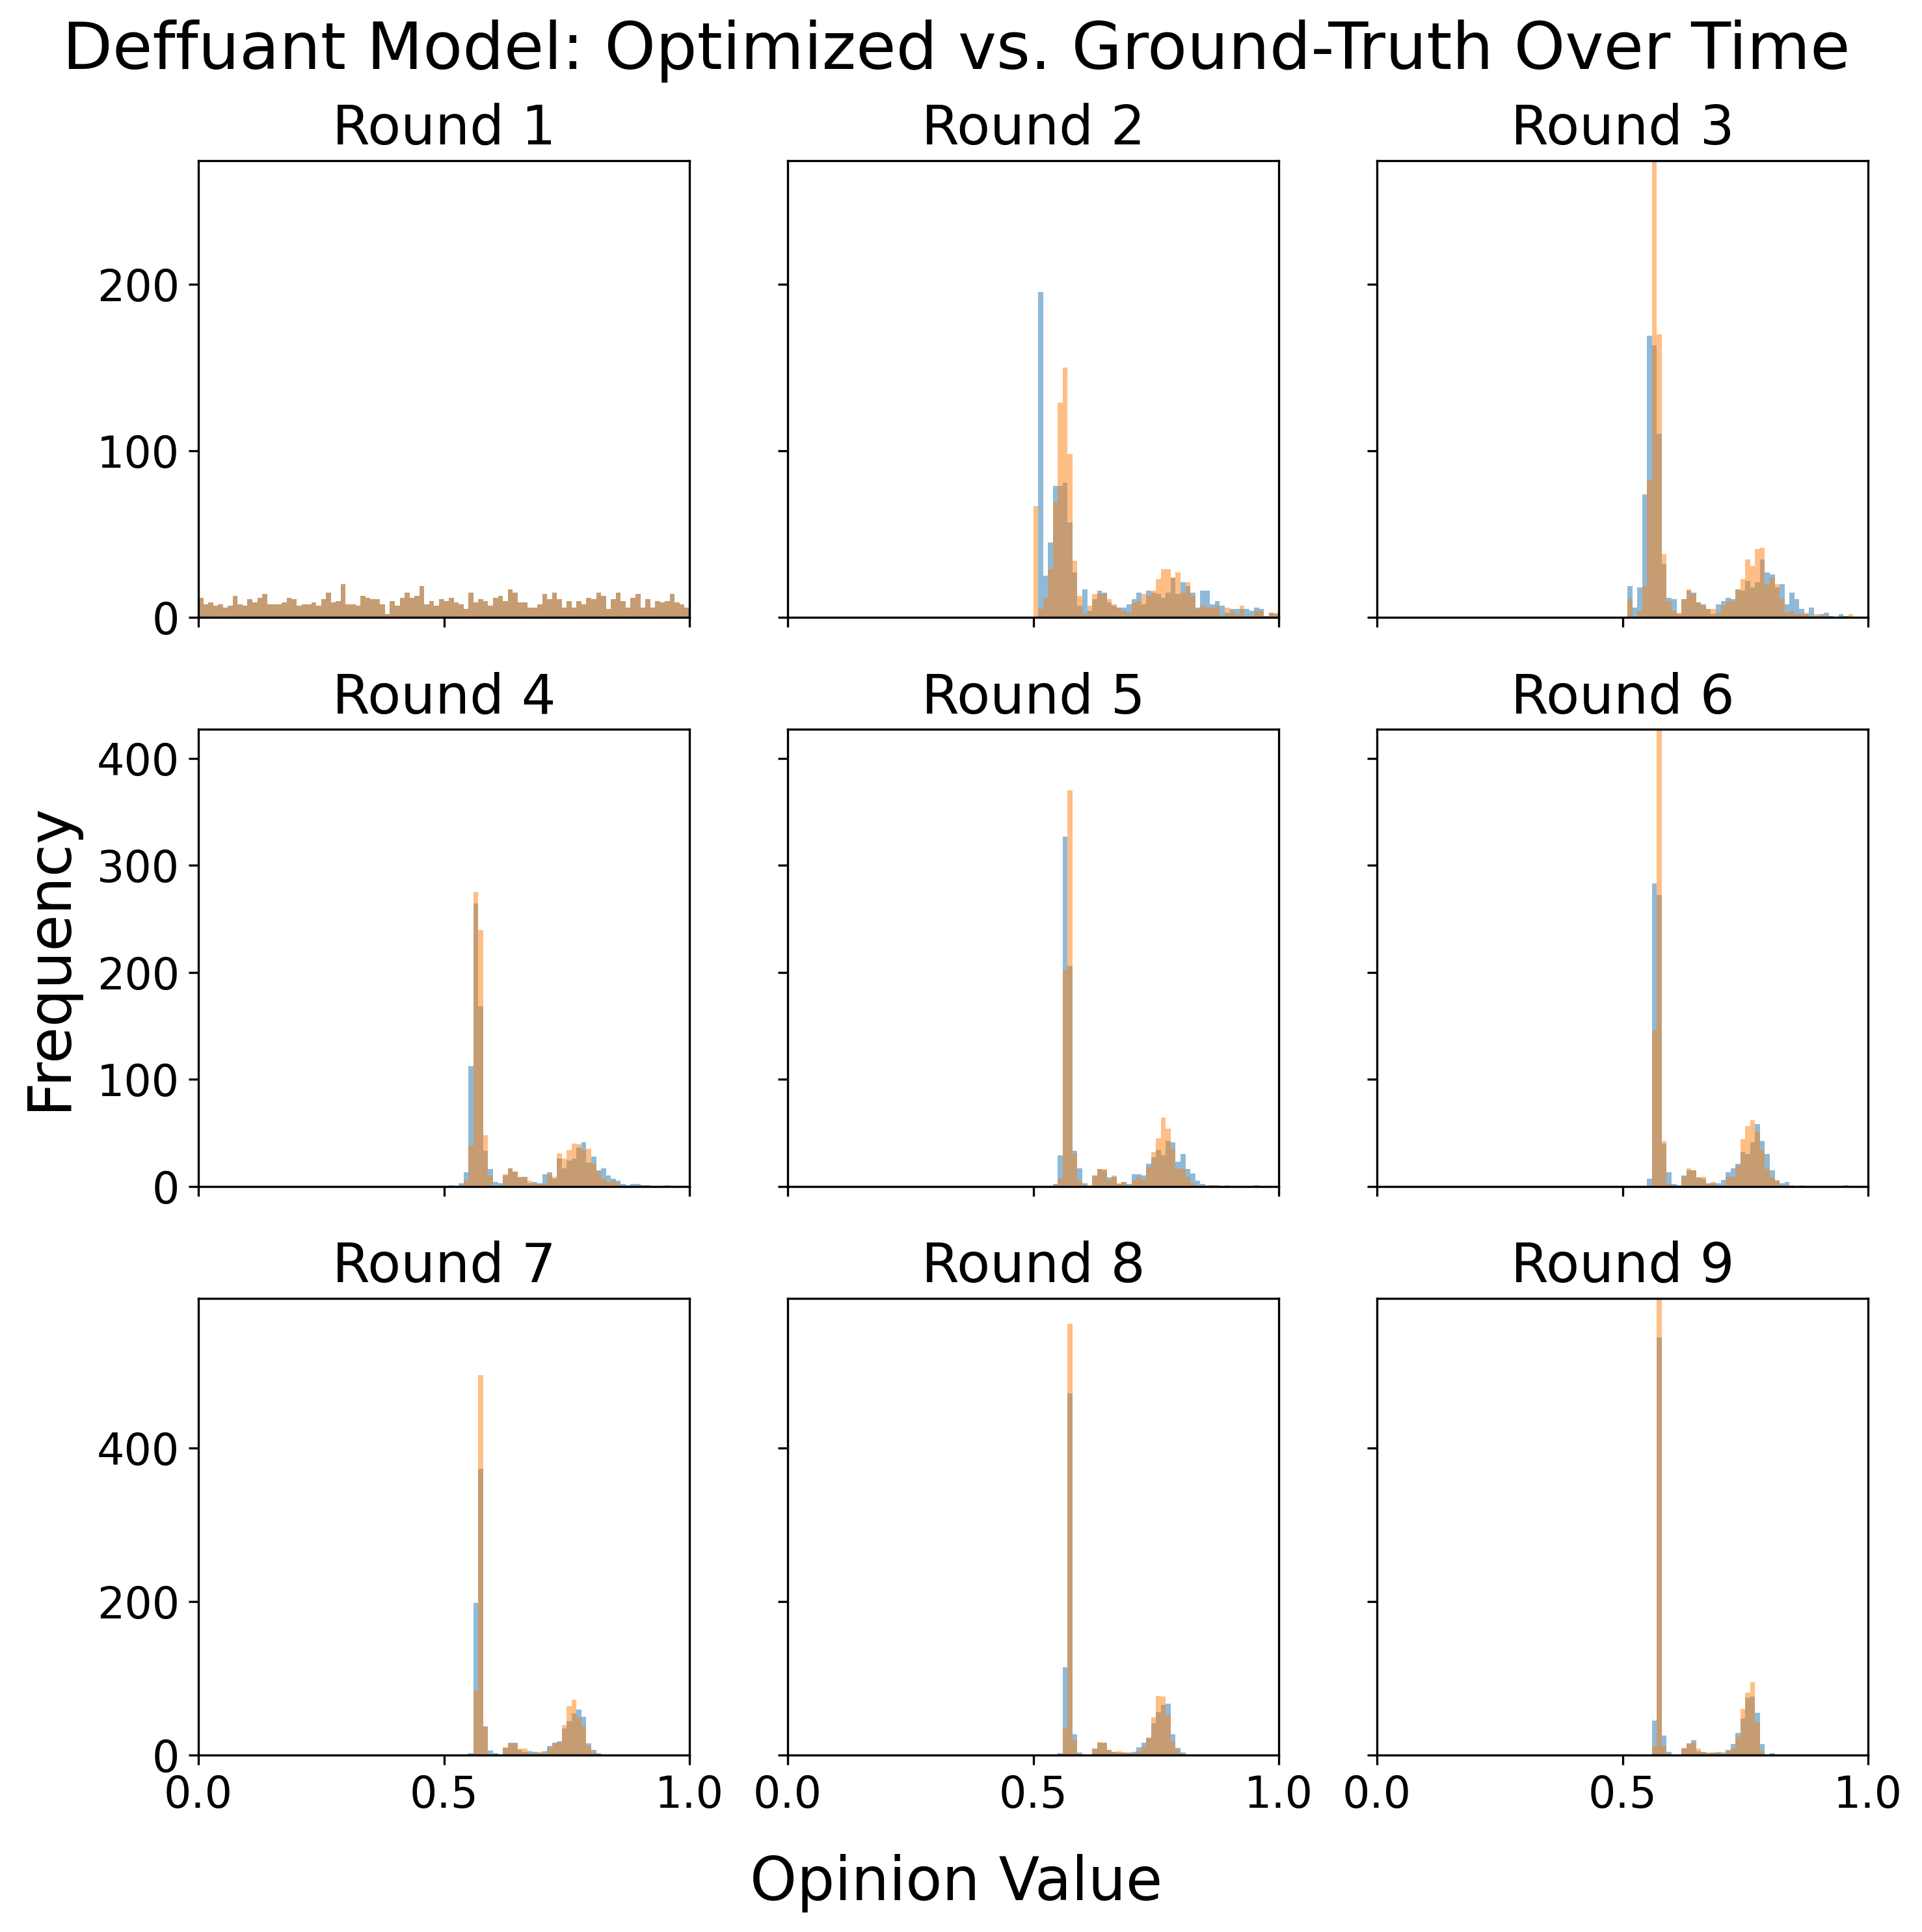 Deffuant Model: Optimized vs. Ground-Truth Over Time
Round 1
Round 2
Round 3
200
100
0
Round 4
Round 5
Round 6
400
300
200
100
0
Frequency
Round 7
Round 8
Round 9
400
200
0
0.0 0.5 1.0 0.0 0.5 1.0 0.0 0.5 1.0
Opinion Value